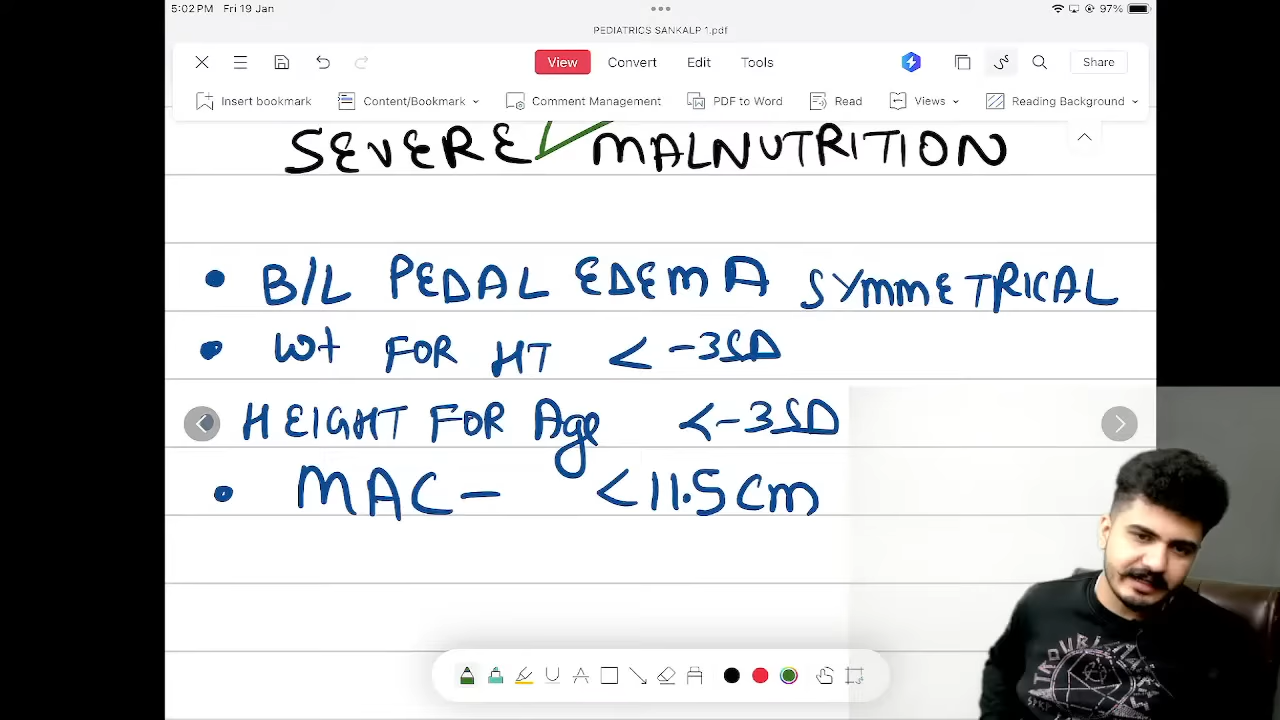 5:02 PM Fri 19 Jan 97%
PEDIATRICS SANKALP 1.pdf
View Convert Edit Tools Share
Insert bookmark Content/Bookmark Comment Management PDF to Word Read Views Reading Background
SEVERE MALNUTRITION
• B/L PEDAL EDEMA SYMMETRICAL
• Wt FOR HT < -3SD
HEIGHT FOR Age <-3SD
• MAC - <11.5cm